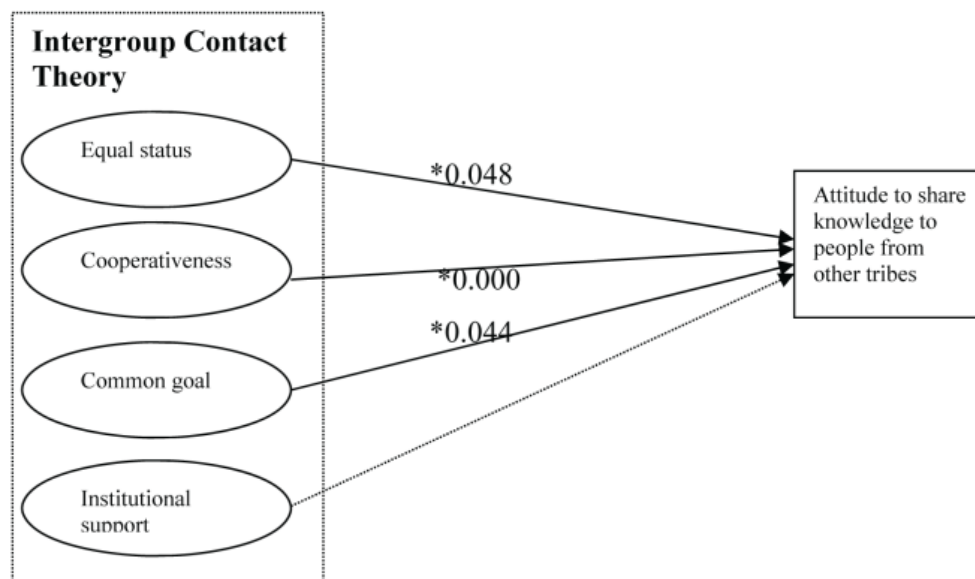 Intergroup Contact
Theory
Equal status
*0.048
Attitude to share
knowledge to
people from
other tribes
Cooperativeness
*0.000
*0.044
Common goal
Institutional
support